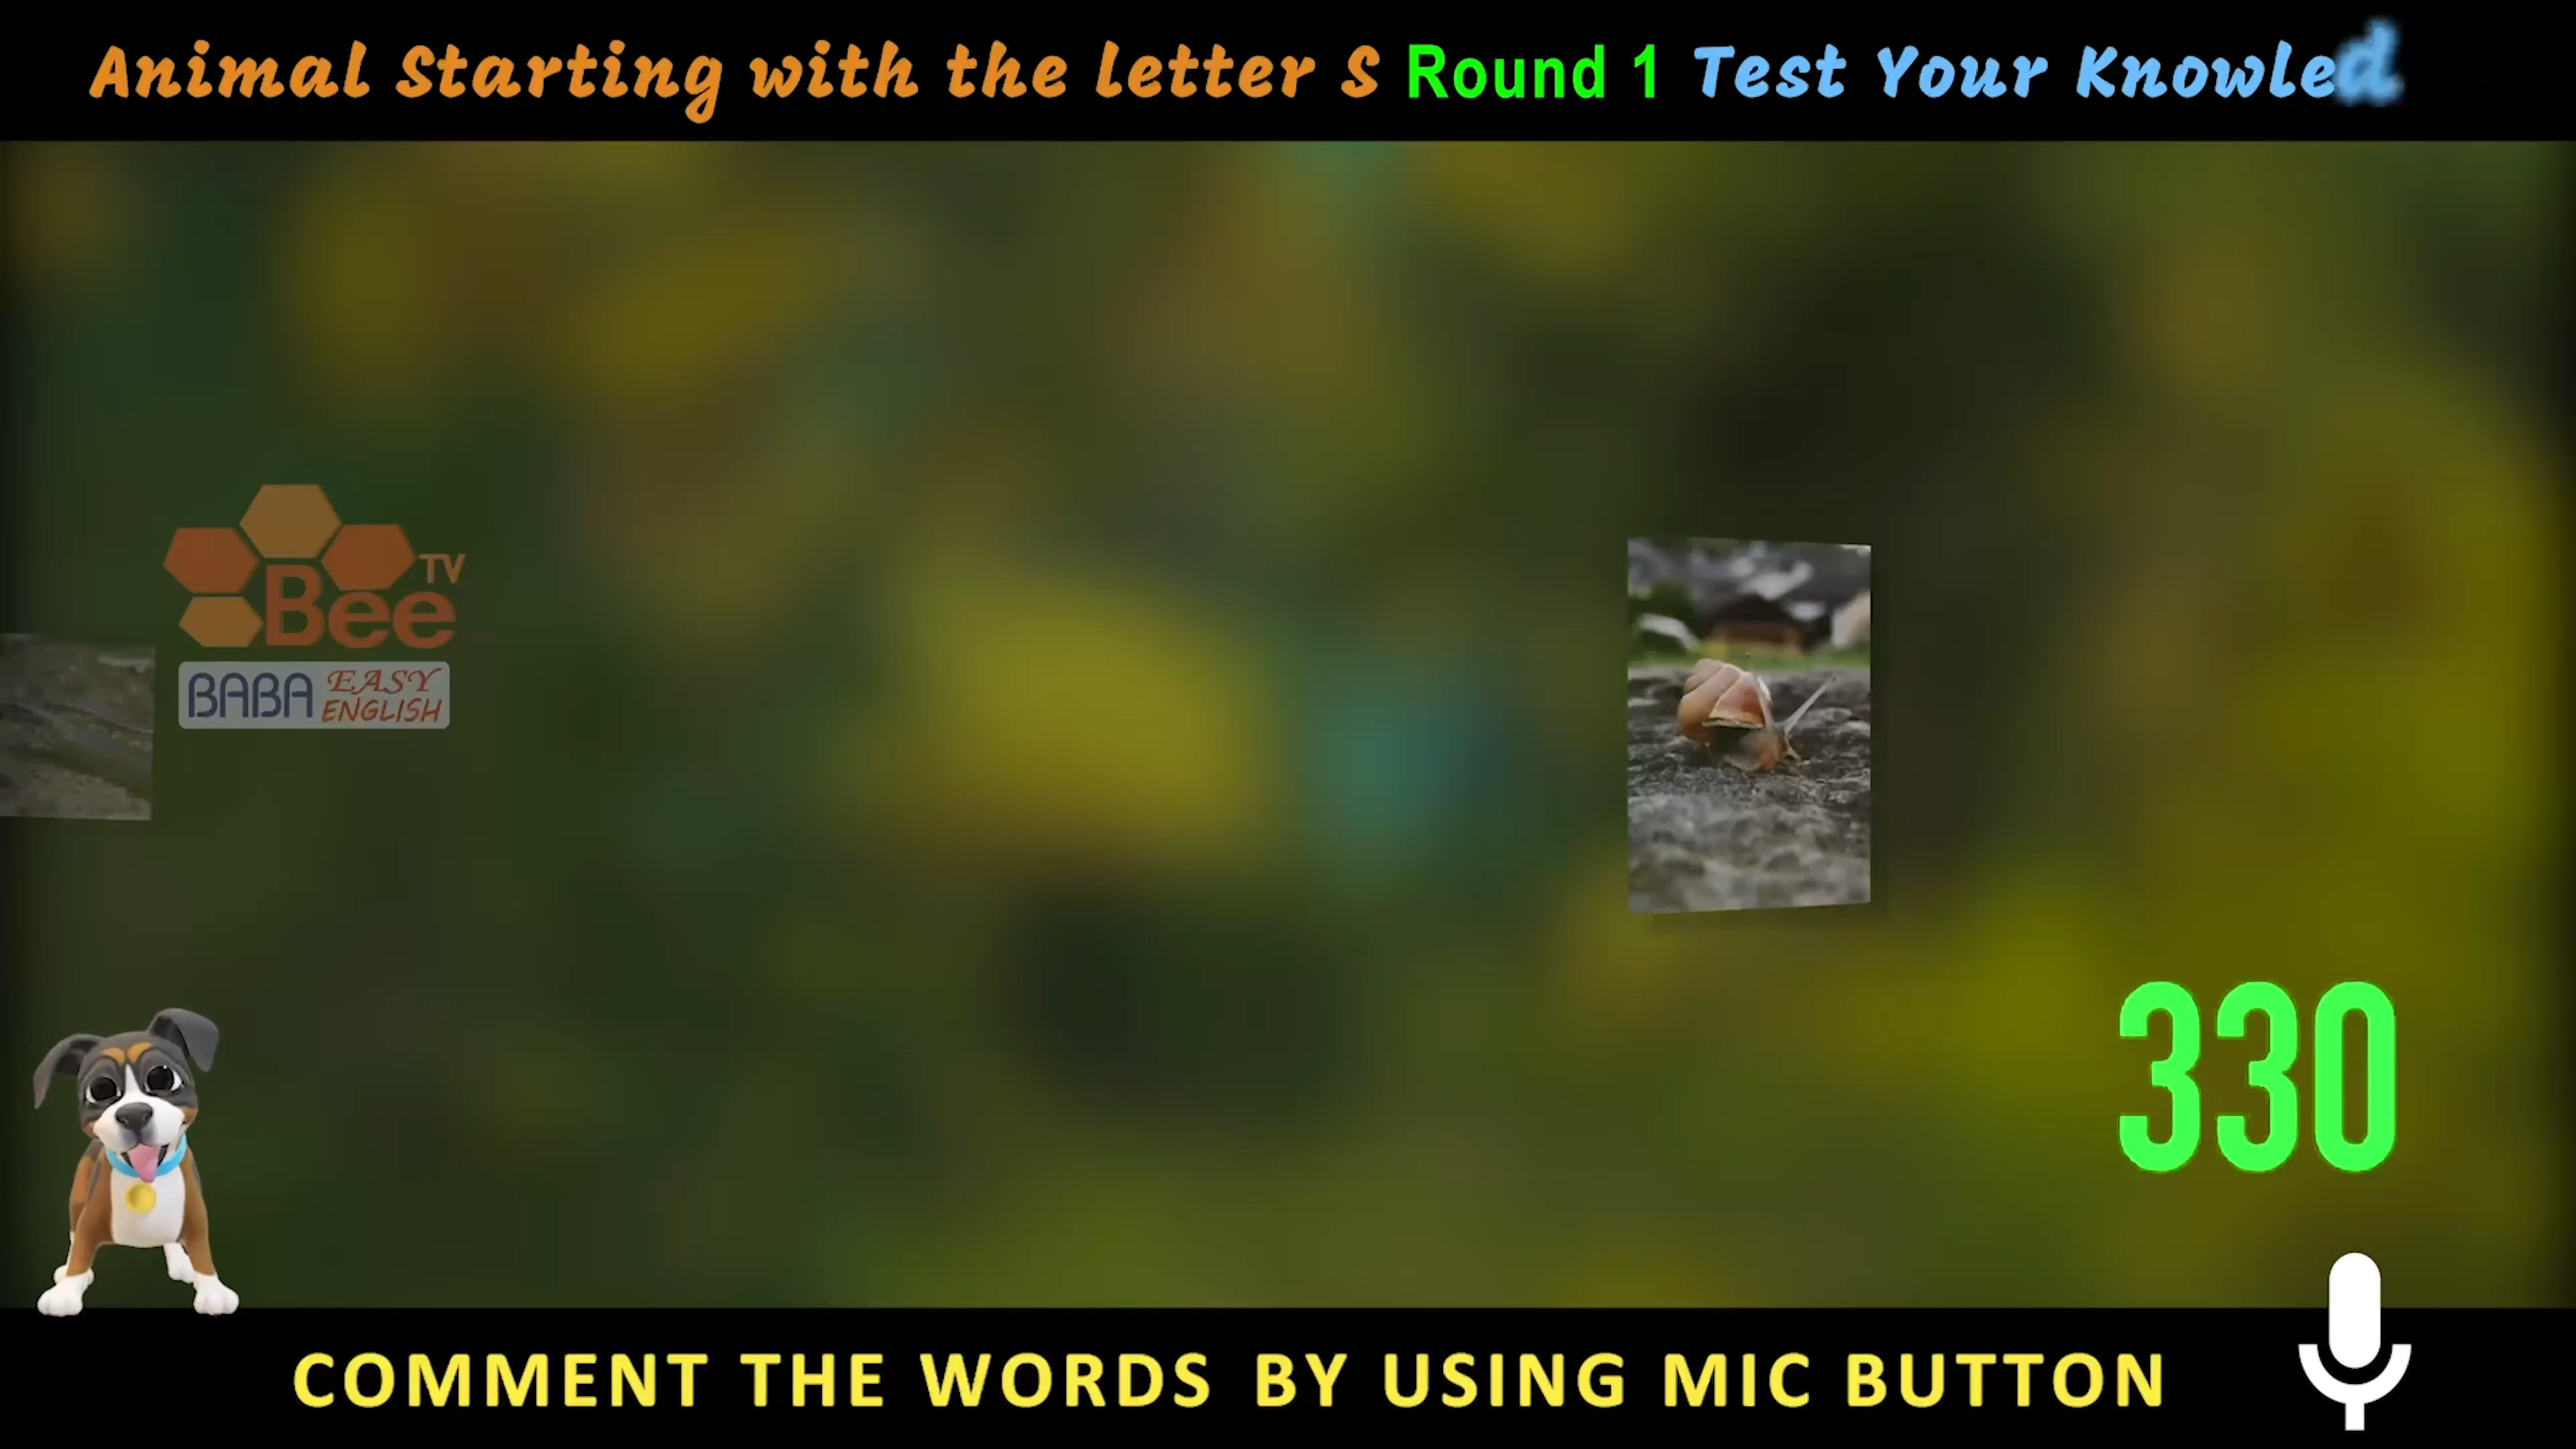 Animal Starting with the letter S Round 1 Test Your Knowled
Bee TV
BABA EASY ENGLISH
330
COMMENT THE WORDS BY USING MIC BUTTON